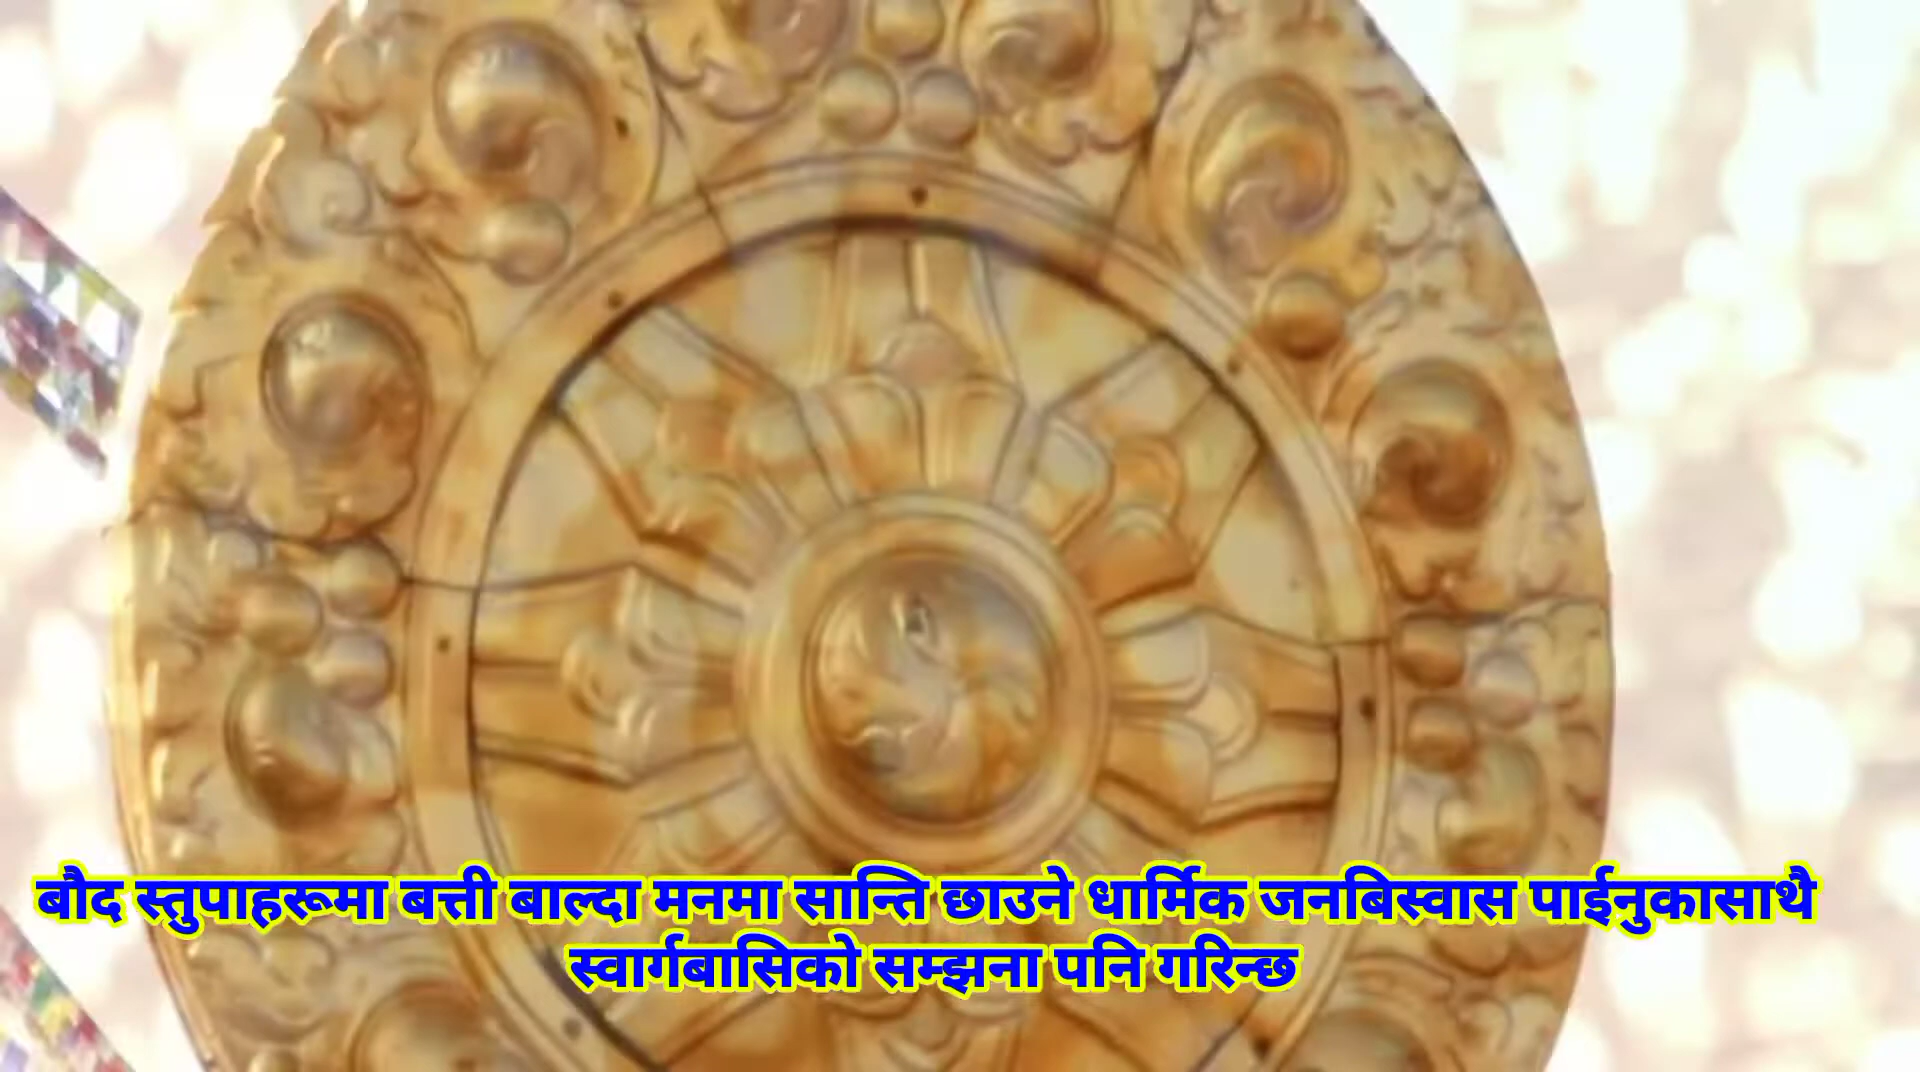 बौद स्तुपाहरूमा बत्ती बाल्दा मनमा सान्ति छाउने धार्मिक जनबिस्वास पाईनुकासाथै
स्वार्गबासिको सम्झना पनि गरिन्छ